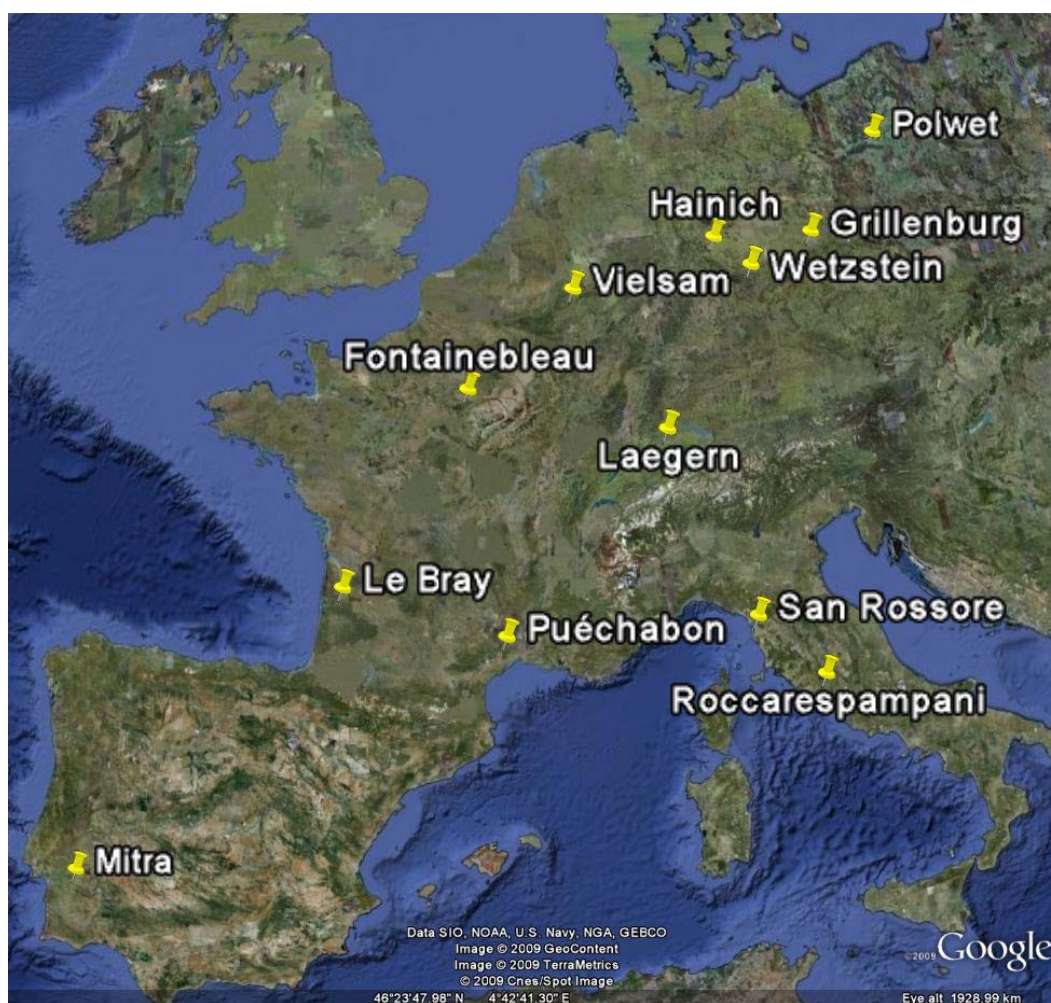 Polwet
Hainich
Grillenburg
Wetzstein
Vielsam
Fontainebleau
Laegern
Le Bray
San Rossore
Puéchabon
Roccarespampani
Mitra
Data SIO, NOAA, U.S. Navy, NGA, GEBCO
Image © 2009 GeoContent
Image © 2009 TerraMetrics
© 2009 Cnes/Spot Image
©2009 Google
46°23'47.98" N 4°42'41.30" E
Eye alt 1928.99 km